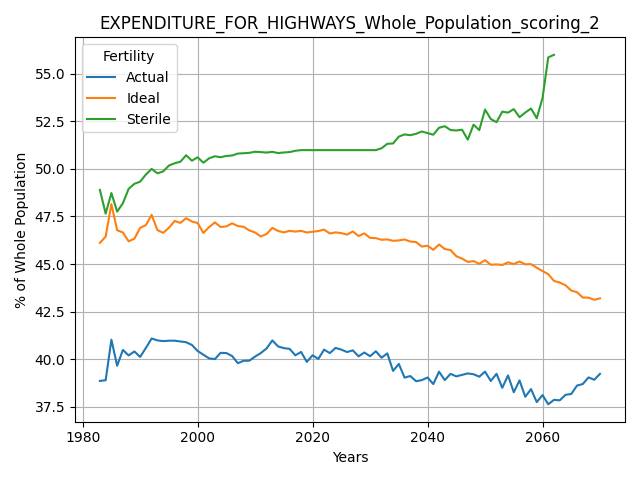 EXPENDITURE_FOR_HIGHWAYS_Whole_Population_scoring_2
Fertility
Actual
Ideal
Sterile
% of Whole Population
55.0
52.5
50.0
47.5
45.0
42.5
40.0
37.5
1980
2000
2020
2040
2060
Years